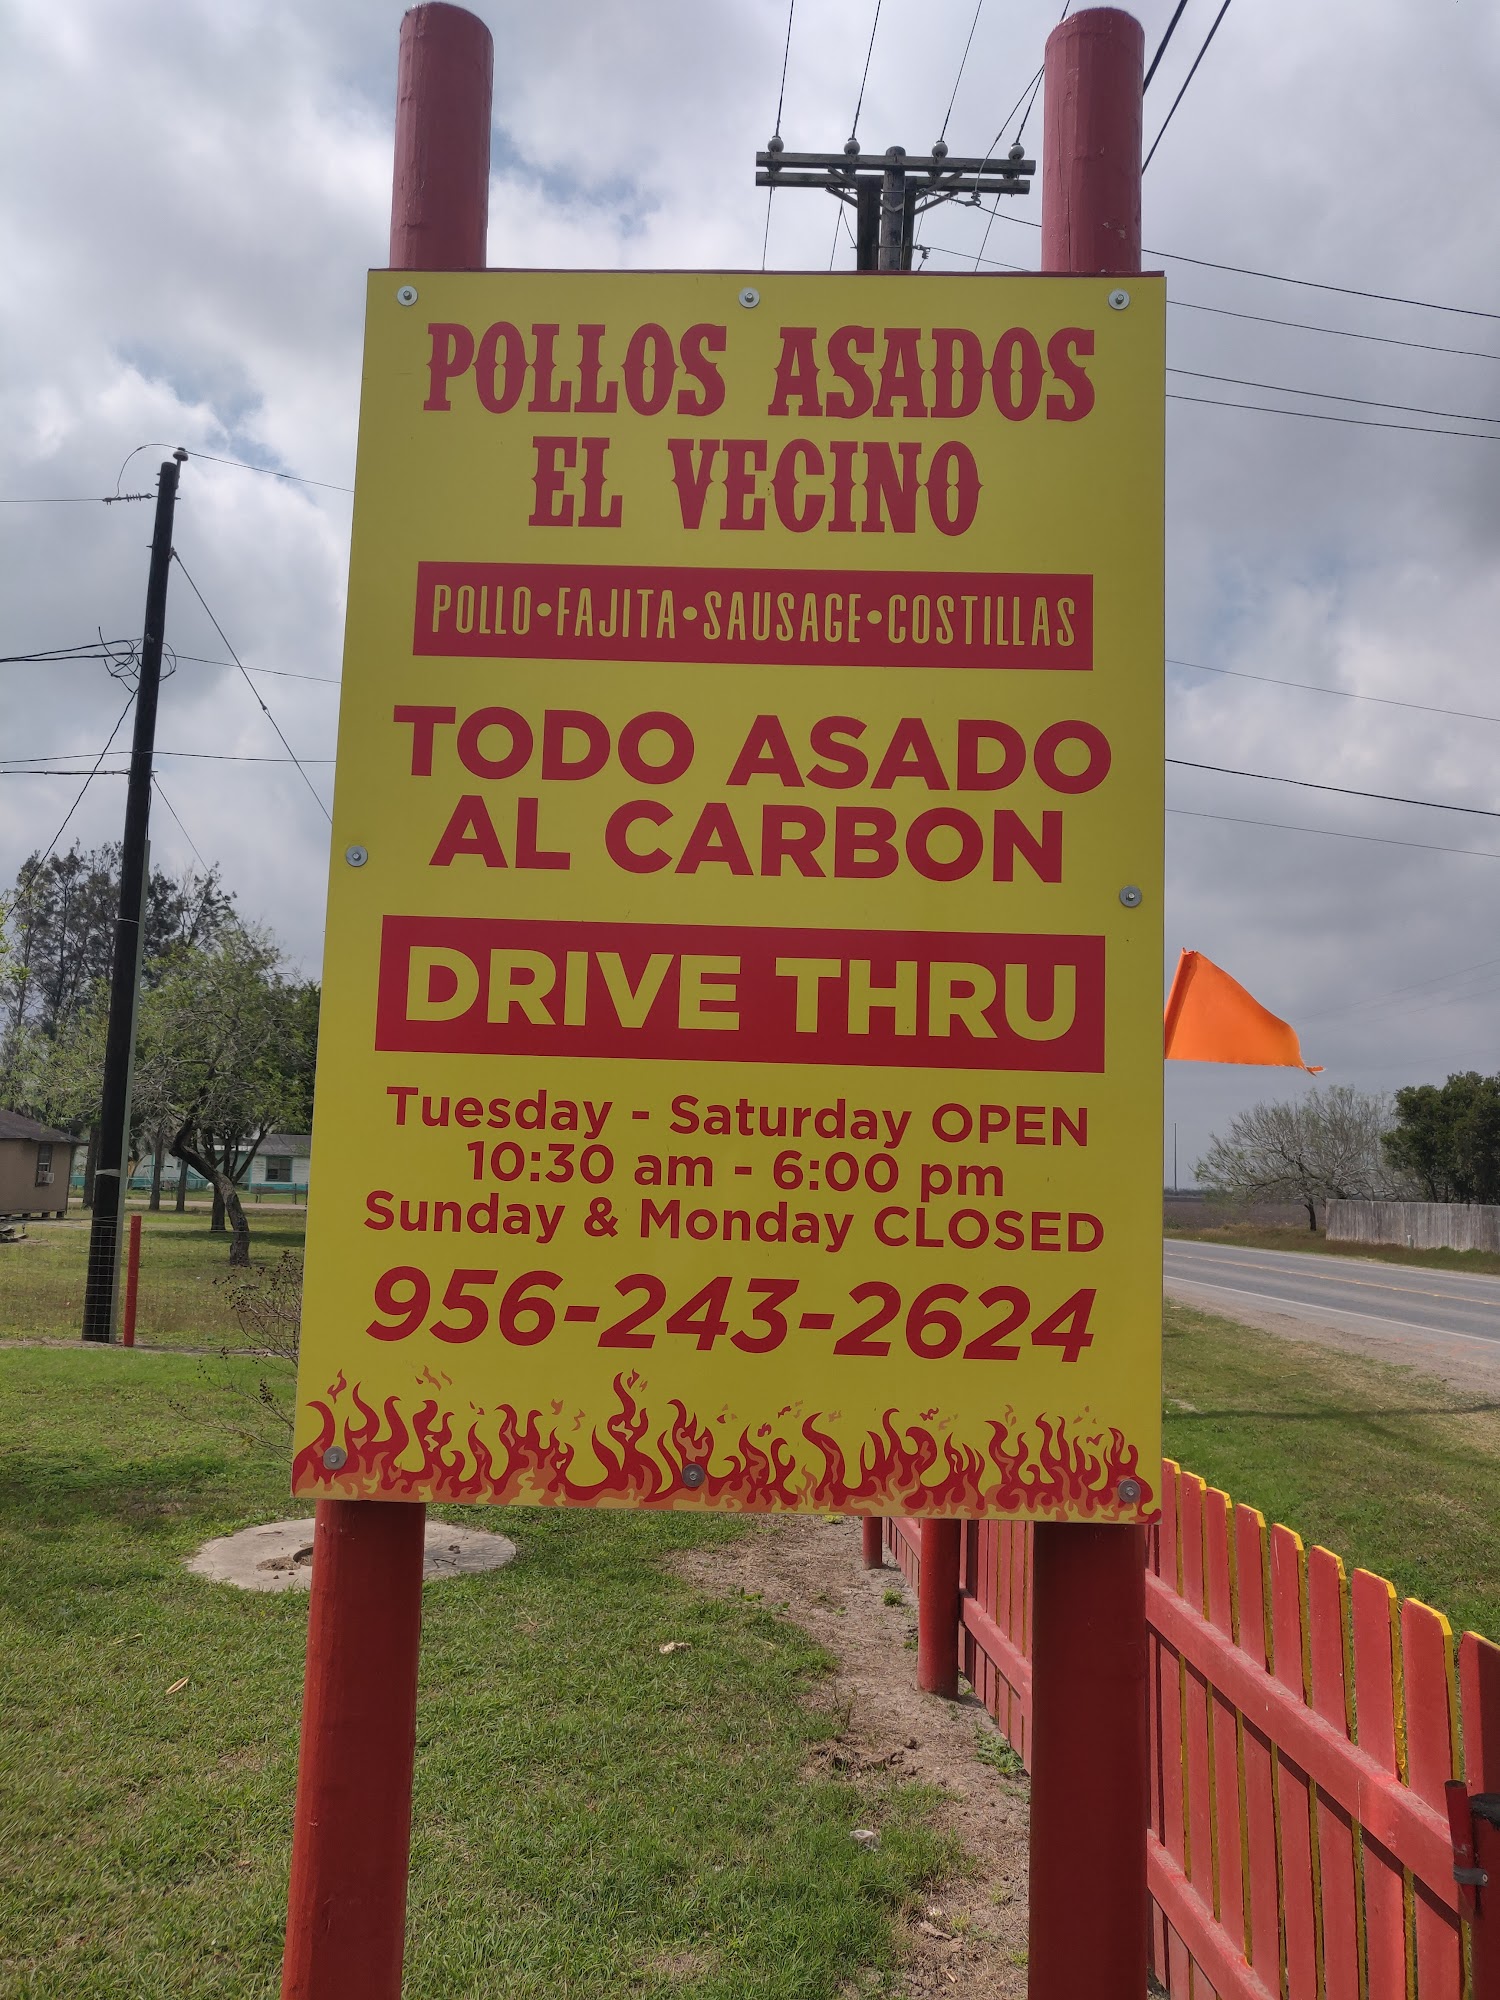 POLLOS ASADOS
EL VECINO
POLLO•FAJITA•SAUSAGE•COSTILLAS
TODO ASADO
AL CARBON
DRIVE THRU
Tuesday - Saturday OPEN
10:30 am - 6:00 pm
Sunday & Monday CLOSED
956-243-2624